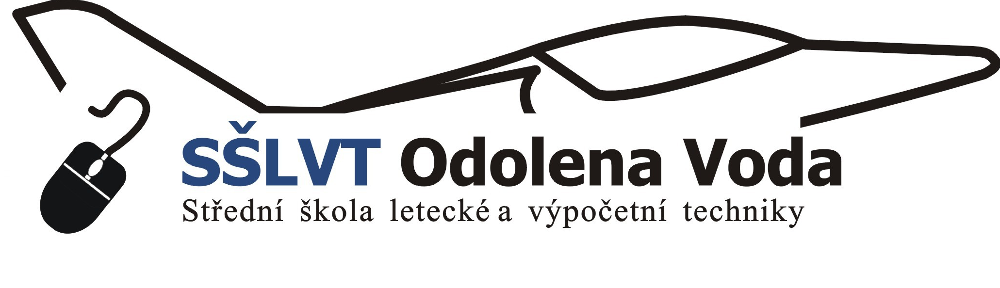 SŠLVT Odolena Voda
Střední škola letecké a výpočetní techniky